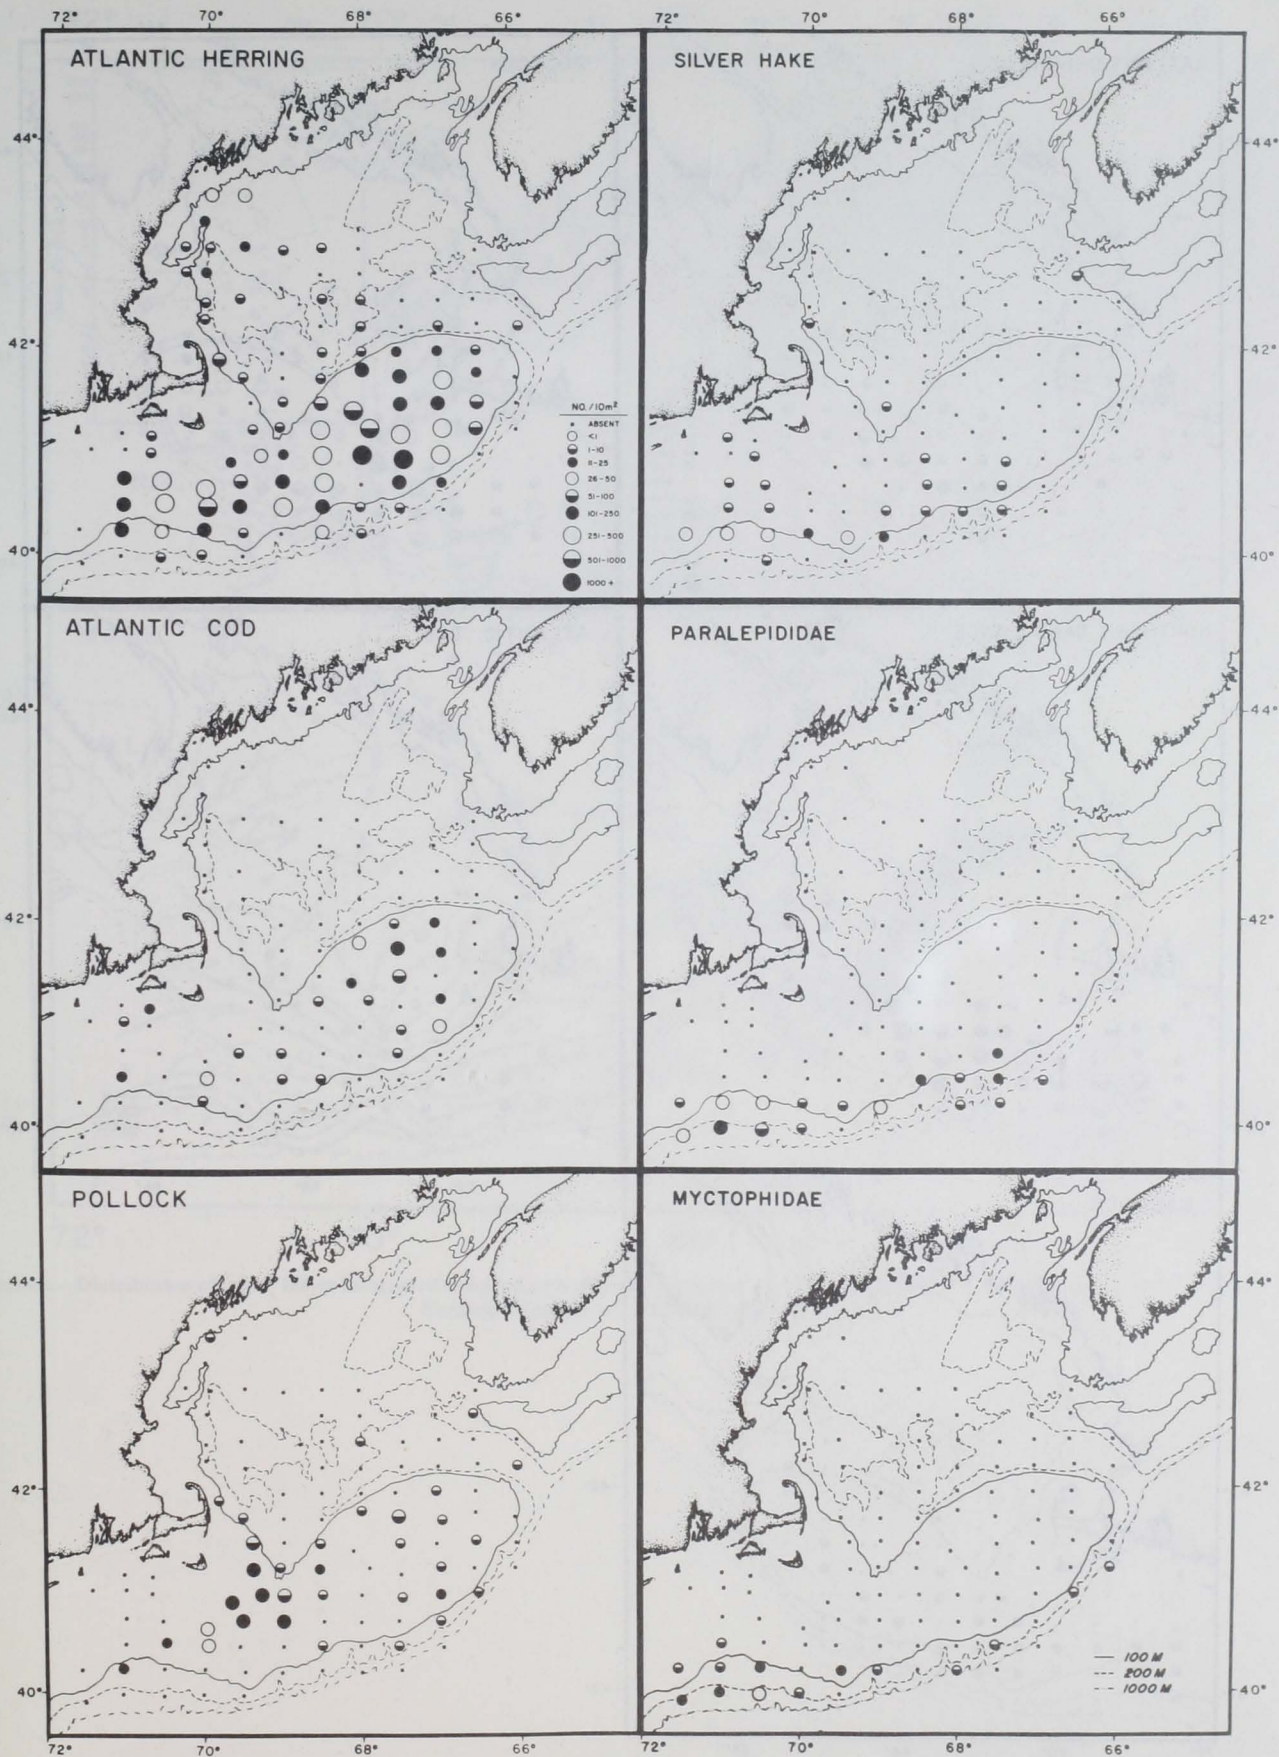 72° 70° 68° 66° 72° 70° 68° 66°
ATLANTIC HERRING
SILVER HAKE
44°
44°
42°
42°
NO./10m²
ABSENT
<1
1-10
11-25
26-50
51-100
101-250
251-500
501-1000
1000+
40°
40°
ATLANTIC COD
PARALEPIDIDAE
44°
44°
42°
42°
40°
40°
POLLOCK
MYCTOPHIDAE
44°
44°
42°
42°
100 M
200 M
1000 M
40°
40°
72° 70° 68° 66° 72° 70° 68° 66°